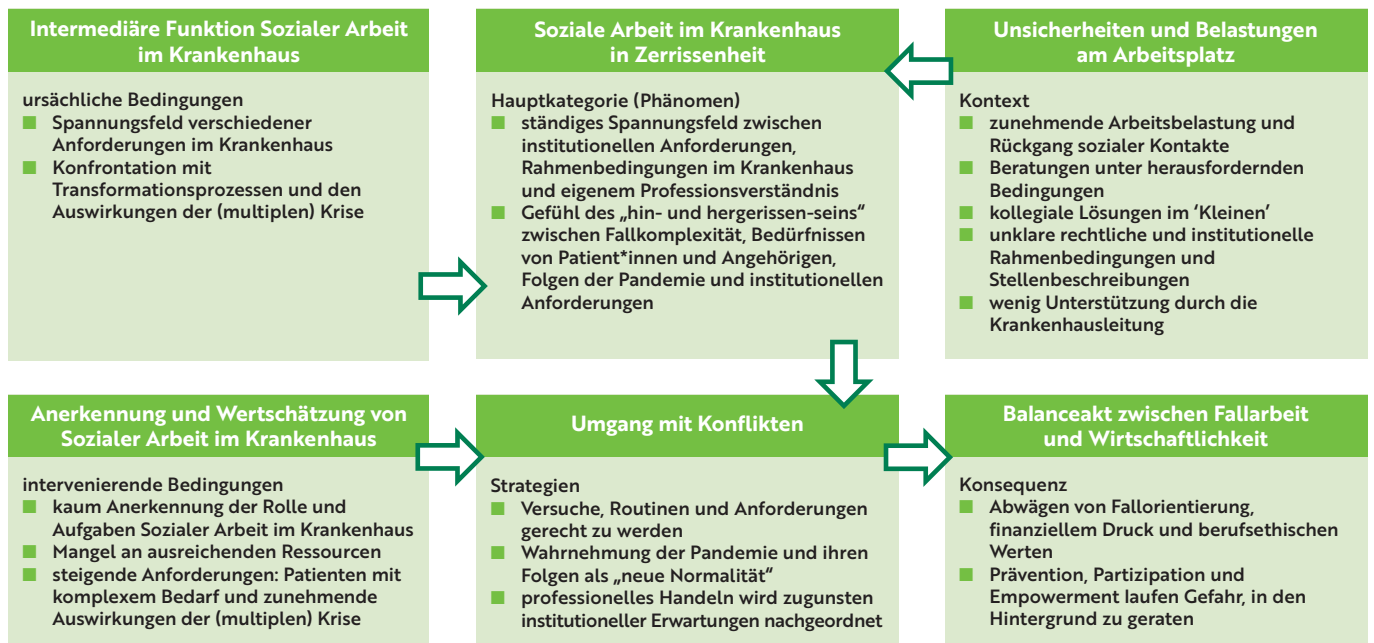 Intermediäre Funktion Sozialer Arbeit
im Krankenhaus
ursächliche Bedingungen
■ Spannungsfeld verschiedener
Anforderungen im Krankenhaus
■ Konfrontation mit
Transformationsprozessen und den
Auswirkungen der (multiplen) Krise
Soziale Arbeit im Krankenhaus
in Zerrissenheit
Hauptkategorie (Phänomen)
■ ständiges Spannungsfeld zwischen
institutionellen Anforderungen,
Rahmenbedingungen im Krankenhaus
und eigenem Professionsverständnis
■ Gefühl des „hin- und hergerissen-seins“
zwischen Fallkomplexität, Bedürfnissen
von Patient*innen und Angehörigen,
Folgen der Pandemie und institutionellen
Anforderungen
Unsicherheiten und Belastungen
am Arbeitsplatz
Kontext
■ zunehmende Arbeitsbelastung und
Rückgang sozialer Kontakte
■ Beratungen unter herausfordernden
Bedingungen
■ kollegiale Lösungen im ‘Kleinen’
■ unklare rechtliche und institutionelle
Rahmenbedingungen und
Stellenbeschreibungen
■ wenig Unterstützung durch die
Krankenhausleitung
Anerkennung und Wertschätzung von
Sozialer Arbeit im Krankenhaus
intervenierende Bedingungen
■ kaum Anerkennung der Rolle und
Aufgaben Sozialer Arbeit im Krankenhaus
■ Mangel an ausreichenden Ressourcen
■ steigende Anforderungen: Patienten mit
komplexem Bedarf und zunehmende
Auswirkungen der (multiplen) Krise
Umgang mit Konflikten
Strategien
■ Versuche, Routinen und Anforderungen
gerecht zu werden
■ Wahrnehmung der Pandemie und ihren
Folgen als „neue Normalität“
■ professionelles Handeln wird zugunsten
institutioneller Erwartungen nachgeordnet
Balanceakt zwischen Fallarbeit
und Wirtschaftlichkeit
Konsequenz
■ Abwägen von Fallorientierung,
finanziellem Druck und berufsethischen
Werten
■ Prävention, Partizipation und
Empowerment laufen Gefahr, in den
Hintergrund zu geraten